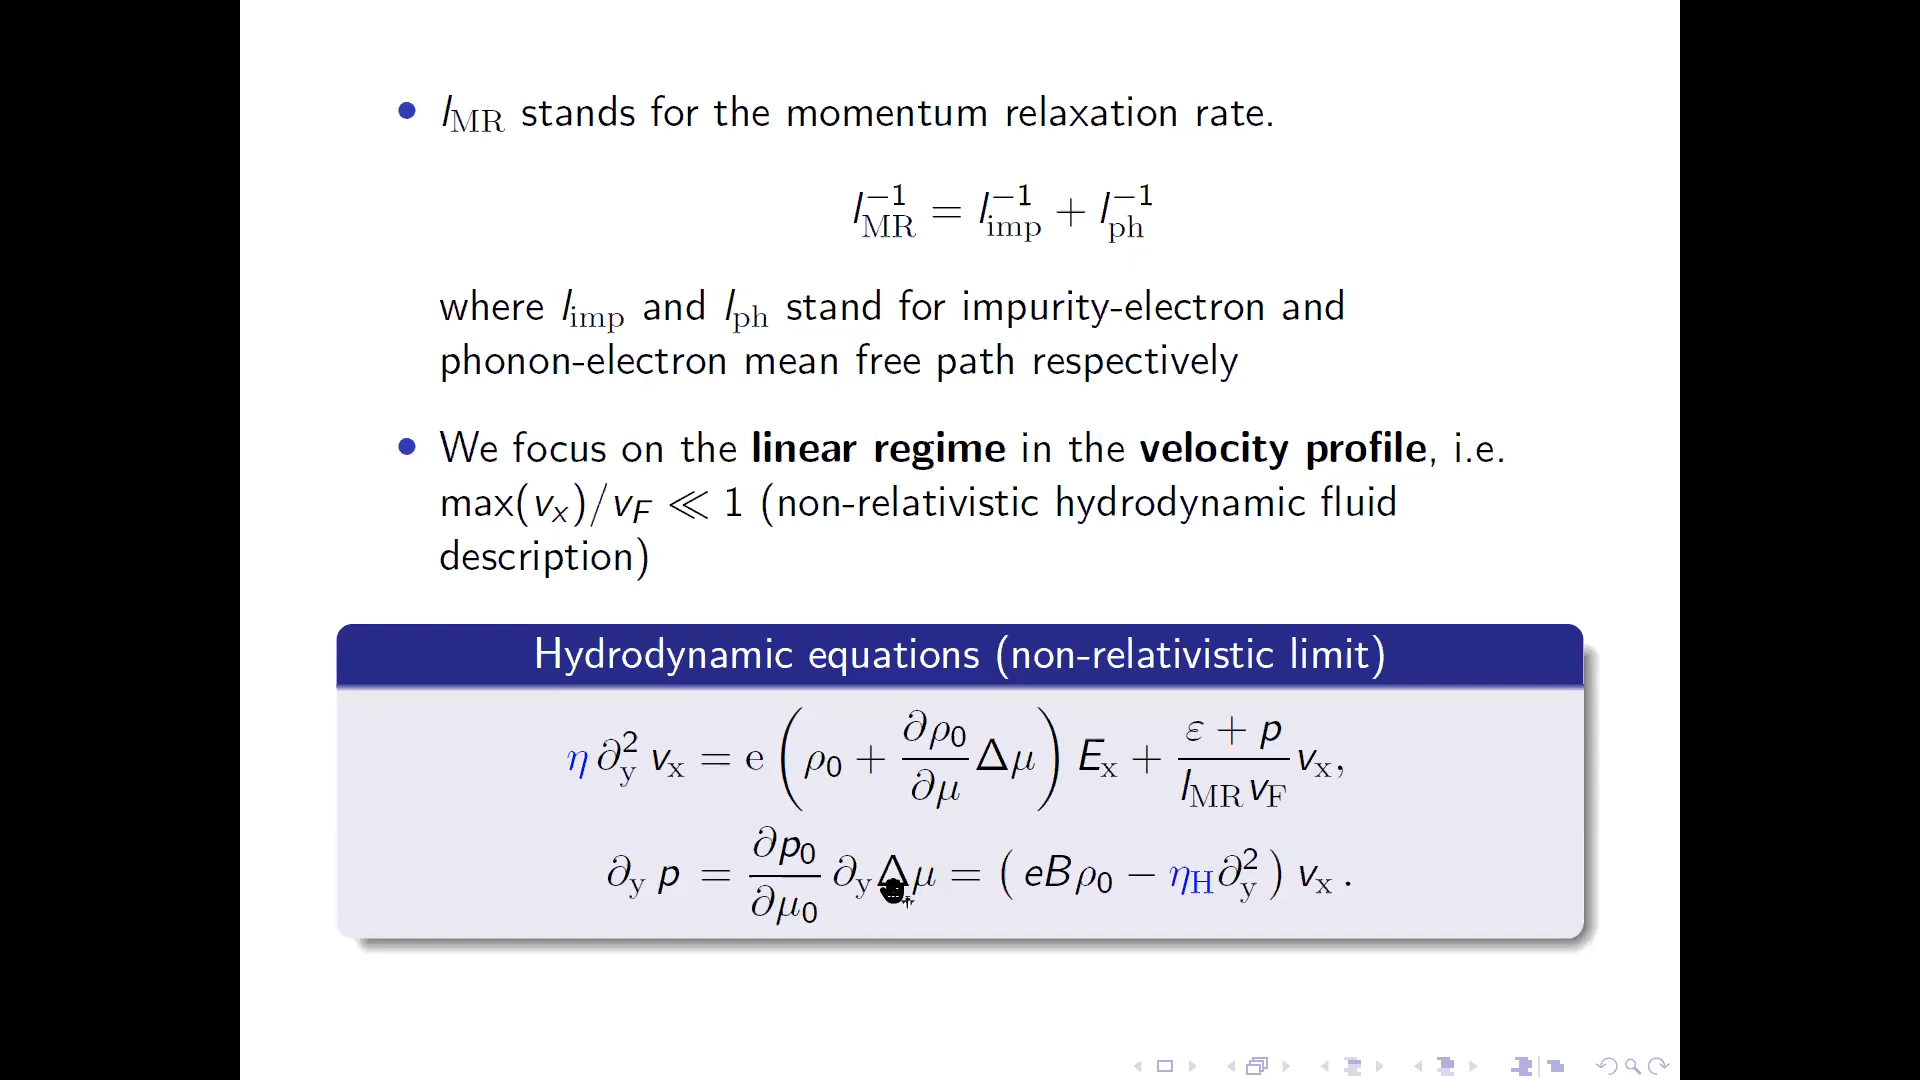 • l_MR stands for the momentum relaxation rate.
l_MR^−1 = l_imp^−1 + l_ph^−1
where l_imp and l_ph stand for impurity-electron and
phonon-electron mean free path respectively
• We focus on the linear regime in the velocity profile, i.e.
max(v_x)/v_F ≪ 1 (non-relativistic hydrodynamic fluid
description)
Hydrodynamic equations (non-relativistic limit)
η ∂_y^2 v_x = e (ρ_0 + ∂ρ_0/∂μ Δμ) E_x + (ε + p)/(l_MR v_F) v_x,
∂_y p = ∂p_0/∂μ_0 ∂_y Δμ = (eBρ_0 − η_H ∂_y^2) v_x.